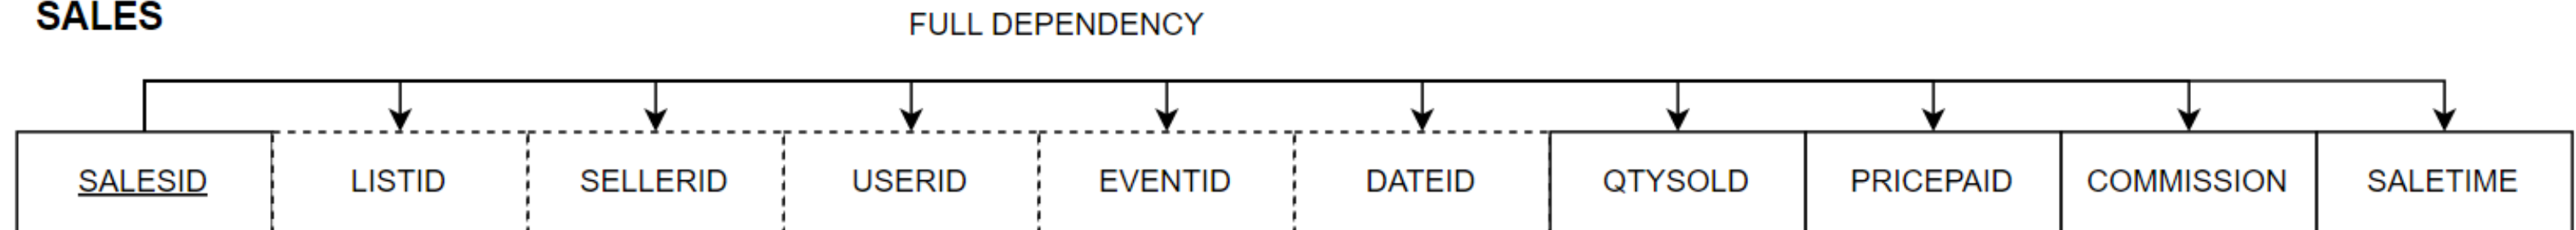 SALES
FULL DEPENDENCY
SALESID LISTID SELLERID USERID EVENTID DATEID QTYSOLD PRICEPAID COMMISSION SALETIME